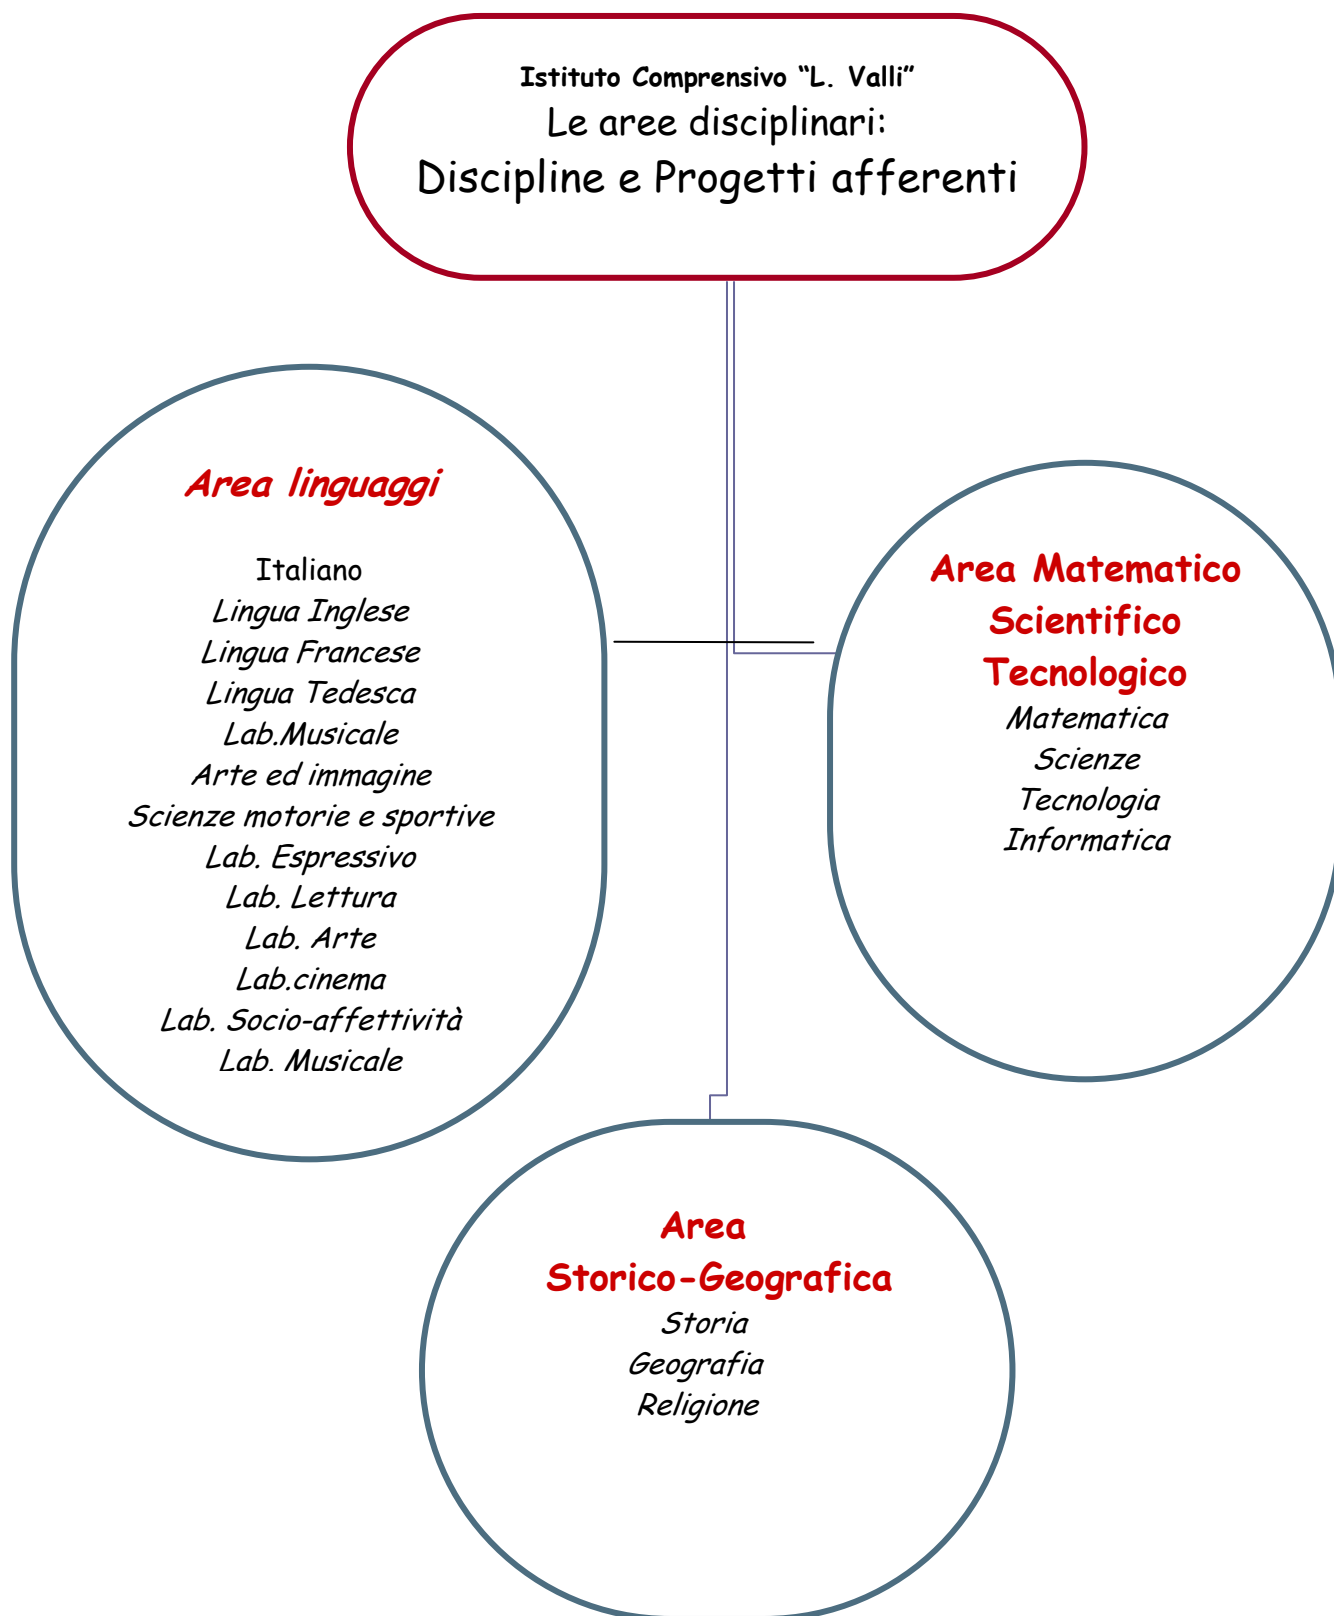 Istituto Comprensivo “L. Valli”
Le aree disciplinari:
Discipline e Progetti afferenti
Area linguaggi
Italiano
Lingua Inglese
Lingua Francese
Lingua Tedesca
Lab.Musicale
Arte ed immagine
Scienze motorie e sportive
Lab. Espressivo
Lab. Lettura
Lab. Arte
Lab.cinema
Lab. Socio-affettività
Lab. Musicale
Area Matematico
Scientifico
Tecnologico
Matematica
Scienze
Tecnologia
Informatica
Area
Storico-Geografica
Storia
Geografia
Religione